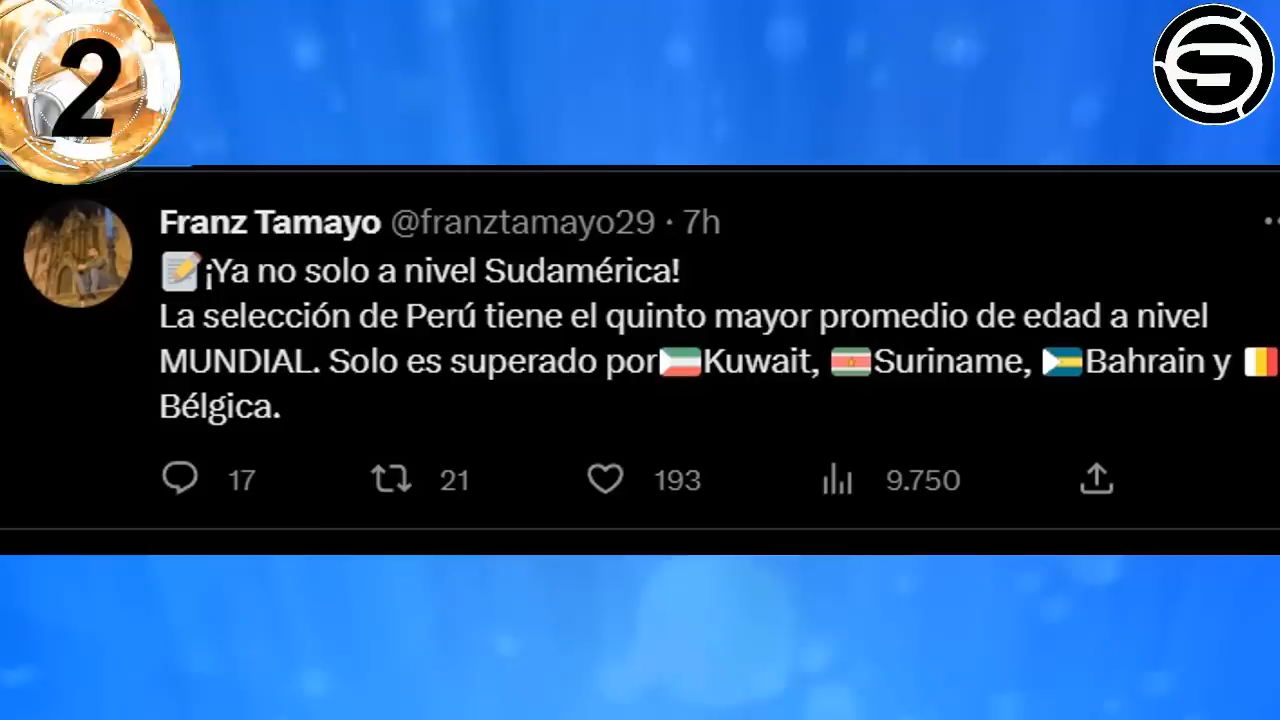 2
S
Franz Tamayo @franztamayo29 · 7h
📝¡Ya no solo a nivel Sudamérica!
La selección de Perú tiene el quinto mayor promedio de edad a nivel
MUNDIAL. Solo es superado por🇰🇼Kuwait, 🇸🇷Suriname, 🇧🇸Bahrain y 🇧🇪
Bélgica.
17 21 193 9.750